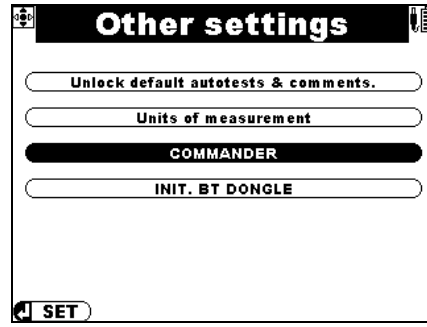 Other settings
Unlock default autotests & comments.
Units of measurement
COMMANDER
INIT. BT DONGLE
SET